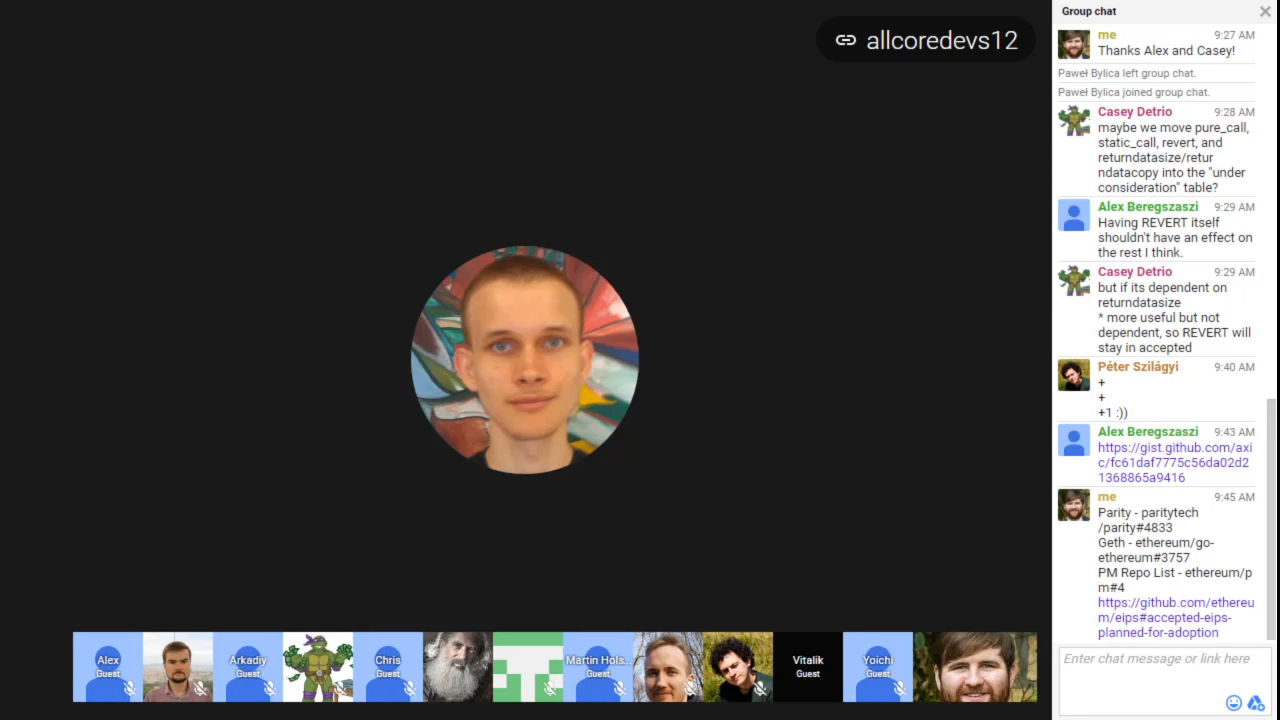 allcoredevs12
Group chat
me 9:27 AM
Thanks Alex and Casey!
Paweł Bylica left group chat.
Paweł Bylica joined group chat.
Casey Detrio 9:28 AM
maybe we move pure_call,
static_call, revert, and
returndatasize/retur
ndatacopy into the "under
consideration" table?
Alex Beregszaszi 9:29 AM
Having REVERT itself
shouldn't have an effect on
the rest I think.
Casey Detrio 9:29 AM
but if its dependent on
returndatasize
* more useful but not
dependent, so REVERT will
stay in accepted
Péter Szilágyi 9:40 AM
+
+
+1 :))
Alex Beregszaszi 9:43 AM
https://gist.github.com/axi
c/fc61daf7775c56da02d2
1368865a9416
me 9:45 AM
Parity - paritytech
/parity#4833
Geth - ethereum/go-
ethereum#3757
PM Repo List - ethereum/p
m#4
https://github.com/ethereu
m/eips#accepted-eips-
planned-for-adoption
Enter chat message or link here
Alex
Guest
Arkadiy
Guest
Chris
Guest
Martin Hols...
Guest
Vitalik
Guest
Yoichi
Guest